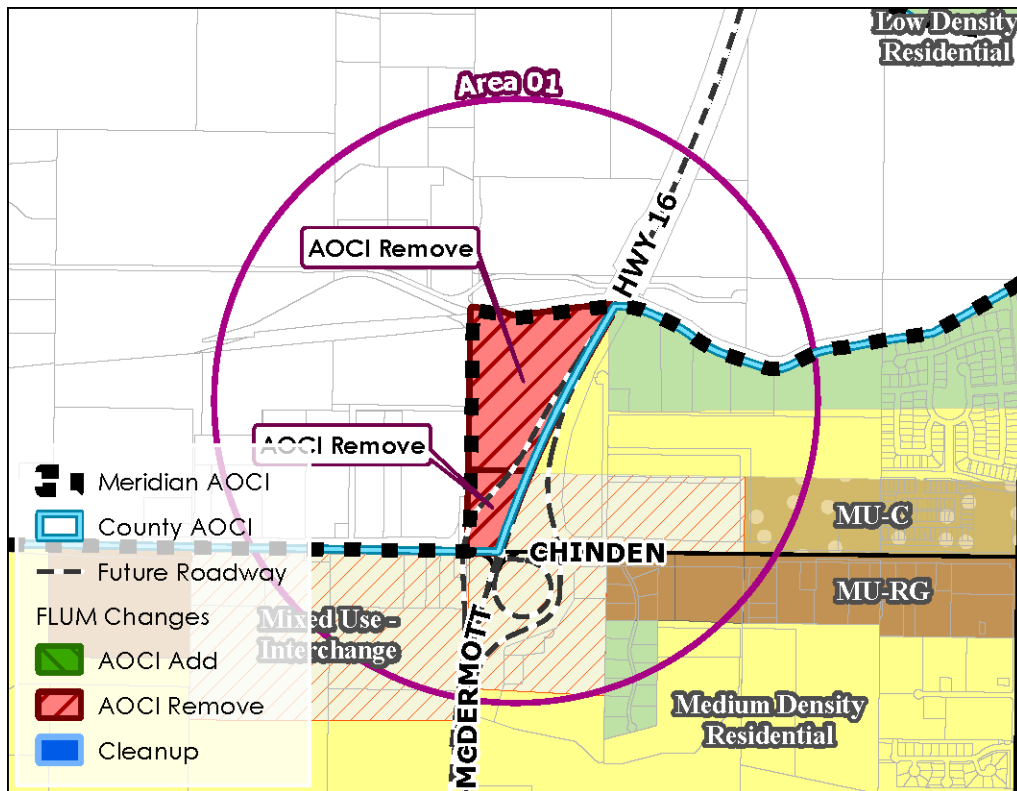 Low Density
Residential
Area 01
HWY 16
AOCI Remove
AOCI Remove
Meridian AOCI
County AOCI
Future Roadway
FLUM Changes
AOCI Add
AOCI Remove
Cleanup
CHINDEN
MU-C
MU-RG
Mixed Use -
Interchange
MCDERMOTT
Medium Density
Residential